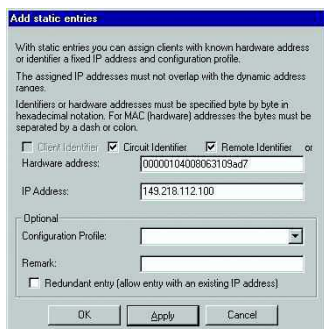 Add static entries
With static entries you can assign clients with known hardware address
or identifier a fixed IP address and configuration profile.
The assigned IP addresses must not overlap with the dynamic address
ranges.
Identifiers or hardware addresses must be specified byte by byte in
hexadecimal notation. For MAC (hardware) addresses the bytes must be
separated by a dash or colon.
Client Identifier Circuit Identifier Remote Identifier or
Hardware address: 00000104008063109ad7
IP Address: 149.218.112.100
Optional
Configuration Profile:
Remark:
Redundant entry (allow entry with an existing IP address)
OK Apply Cancel